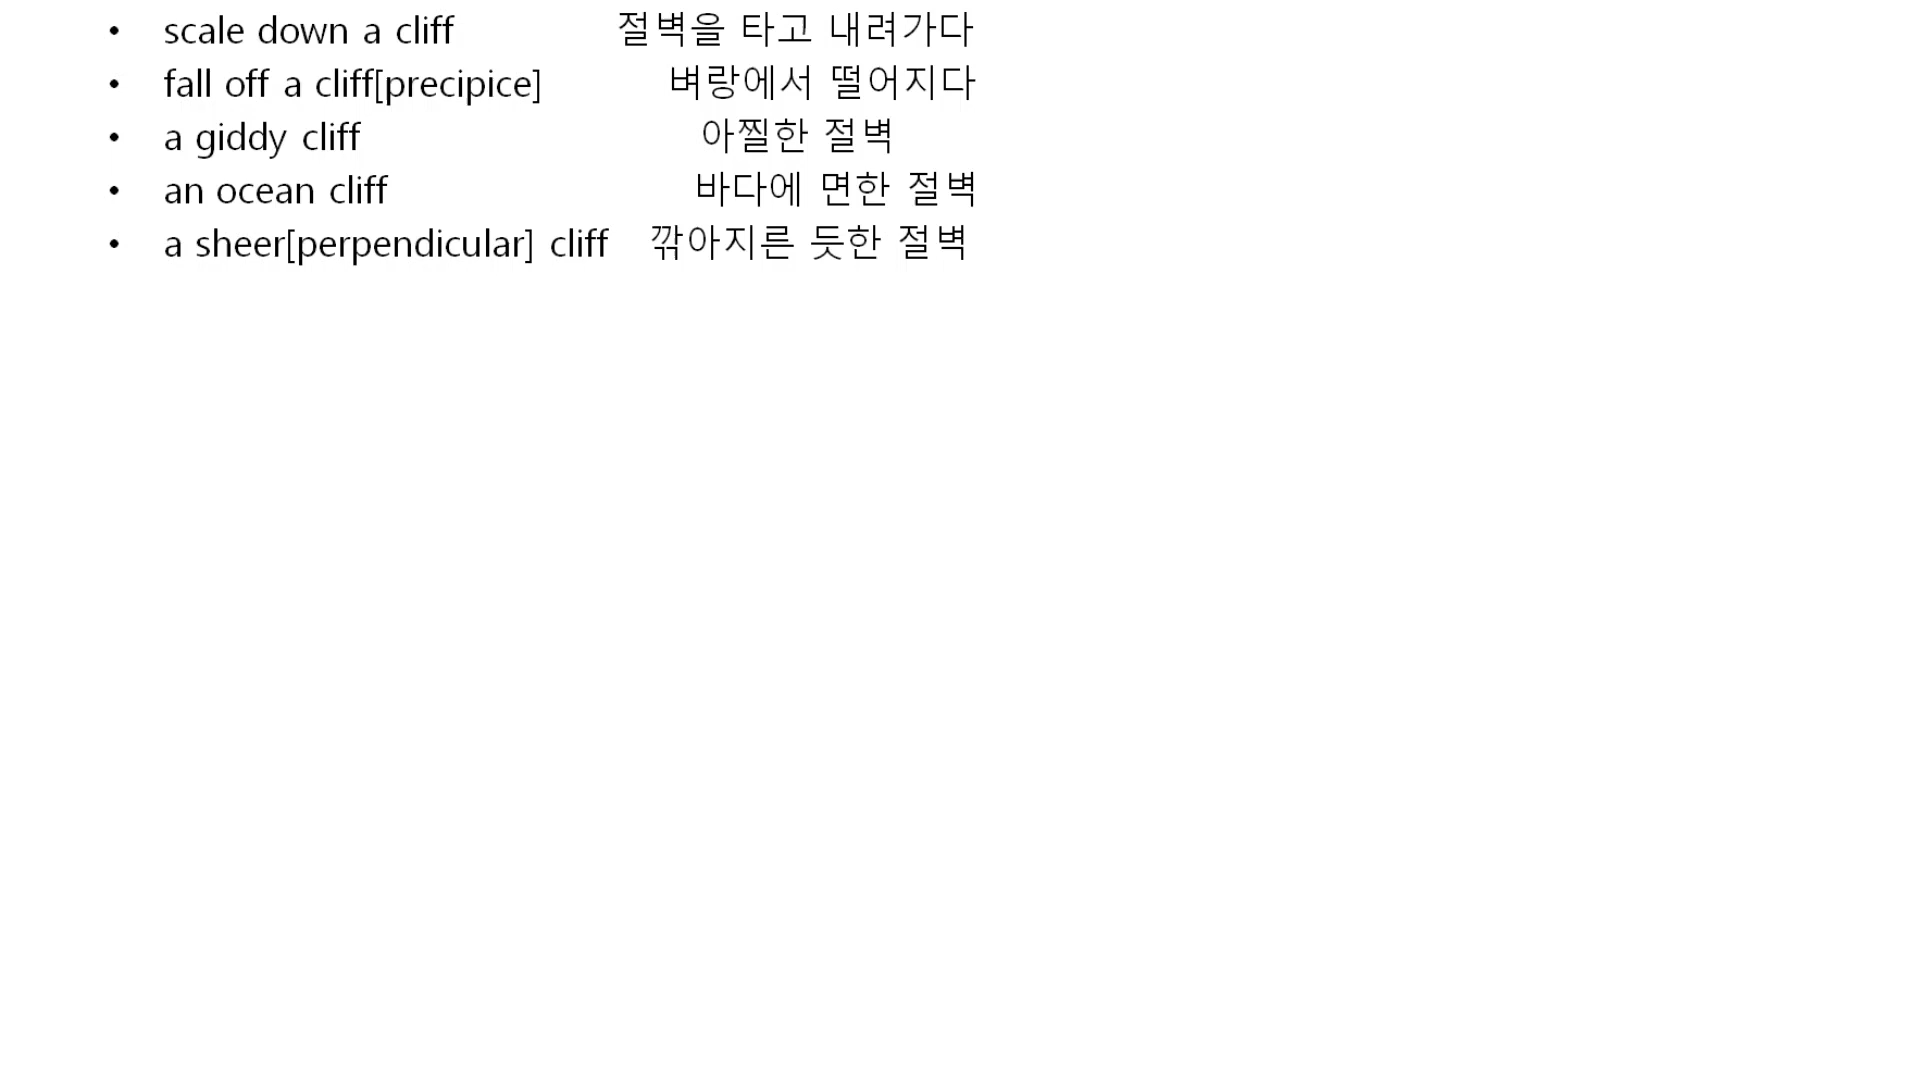 • scale down a cliff 절벽을 타고 내려가다
• fall off a cliff[precipice] 벼랑에서 떨어지다
• a giddy cliff 아찔한 절벽
• an ocean cliff 바다에 면한 절벽
• a sheer[perpendicular] cliff 깎아지른 듯한 절벽